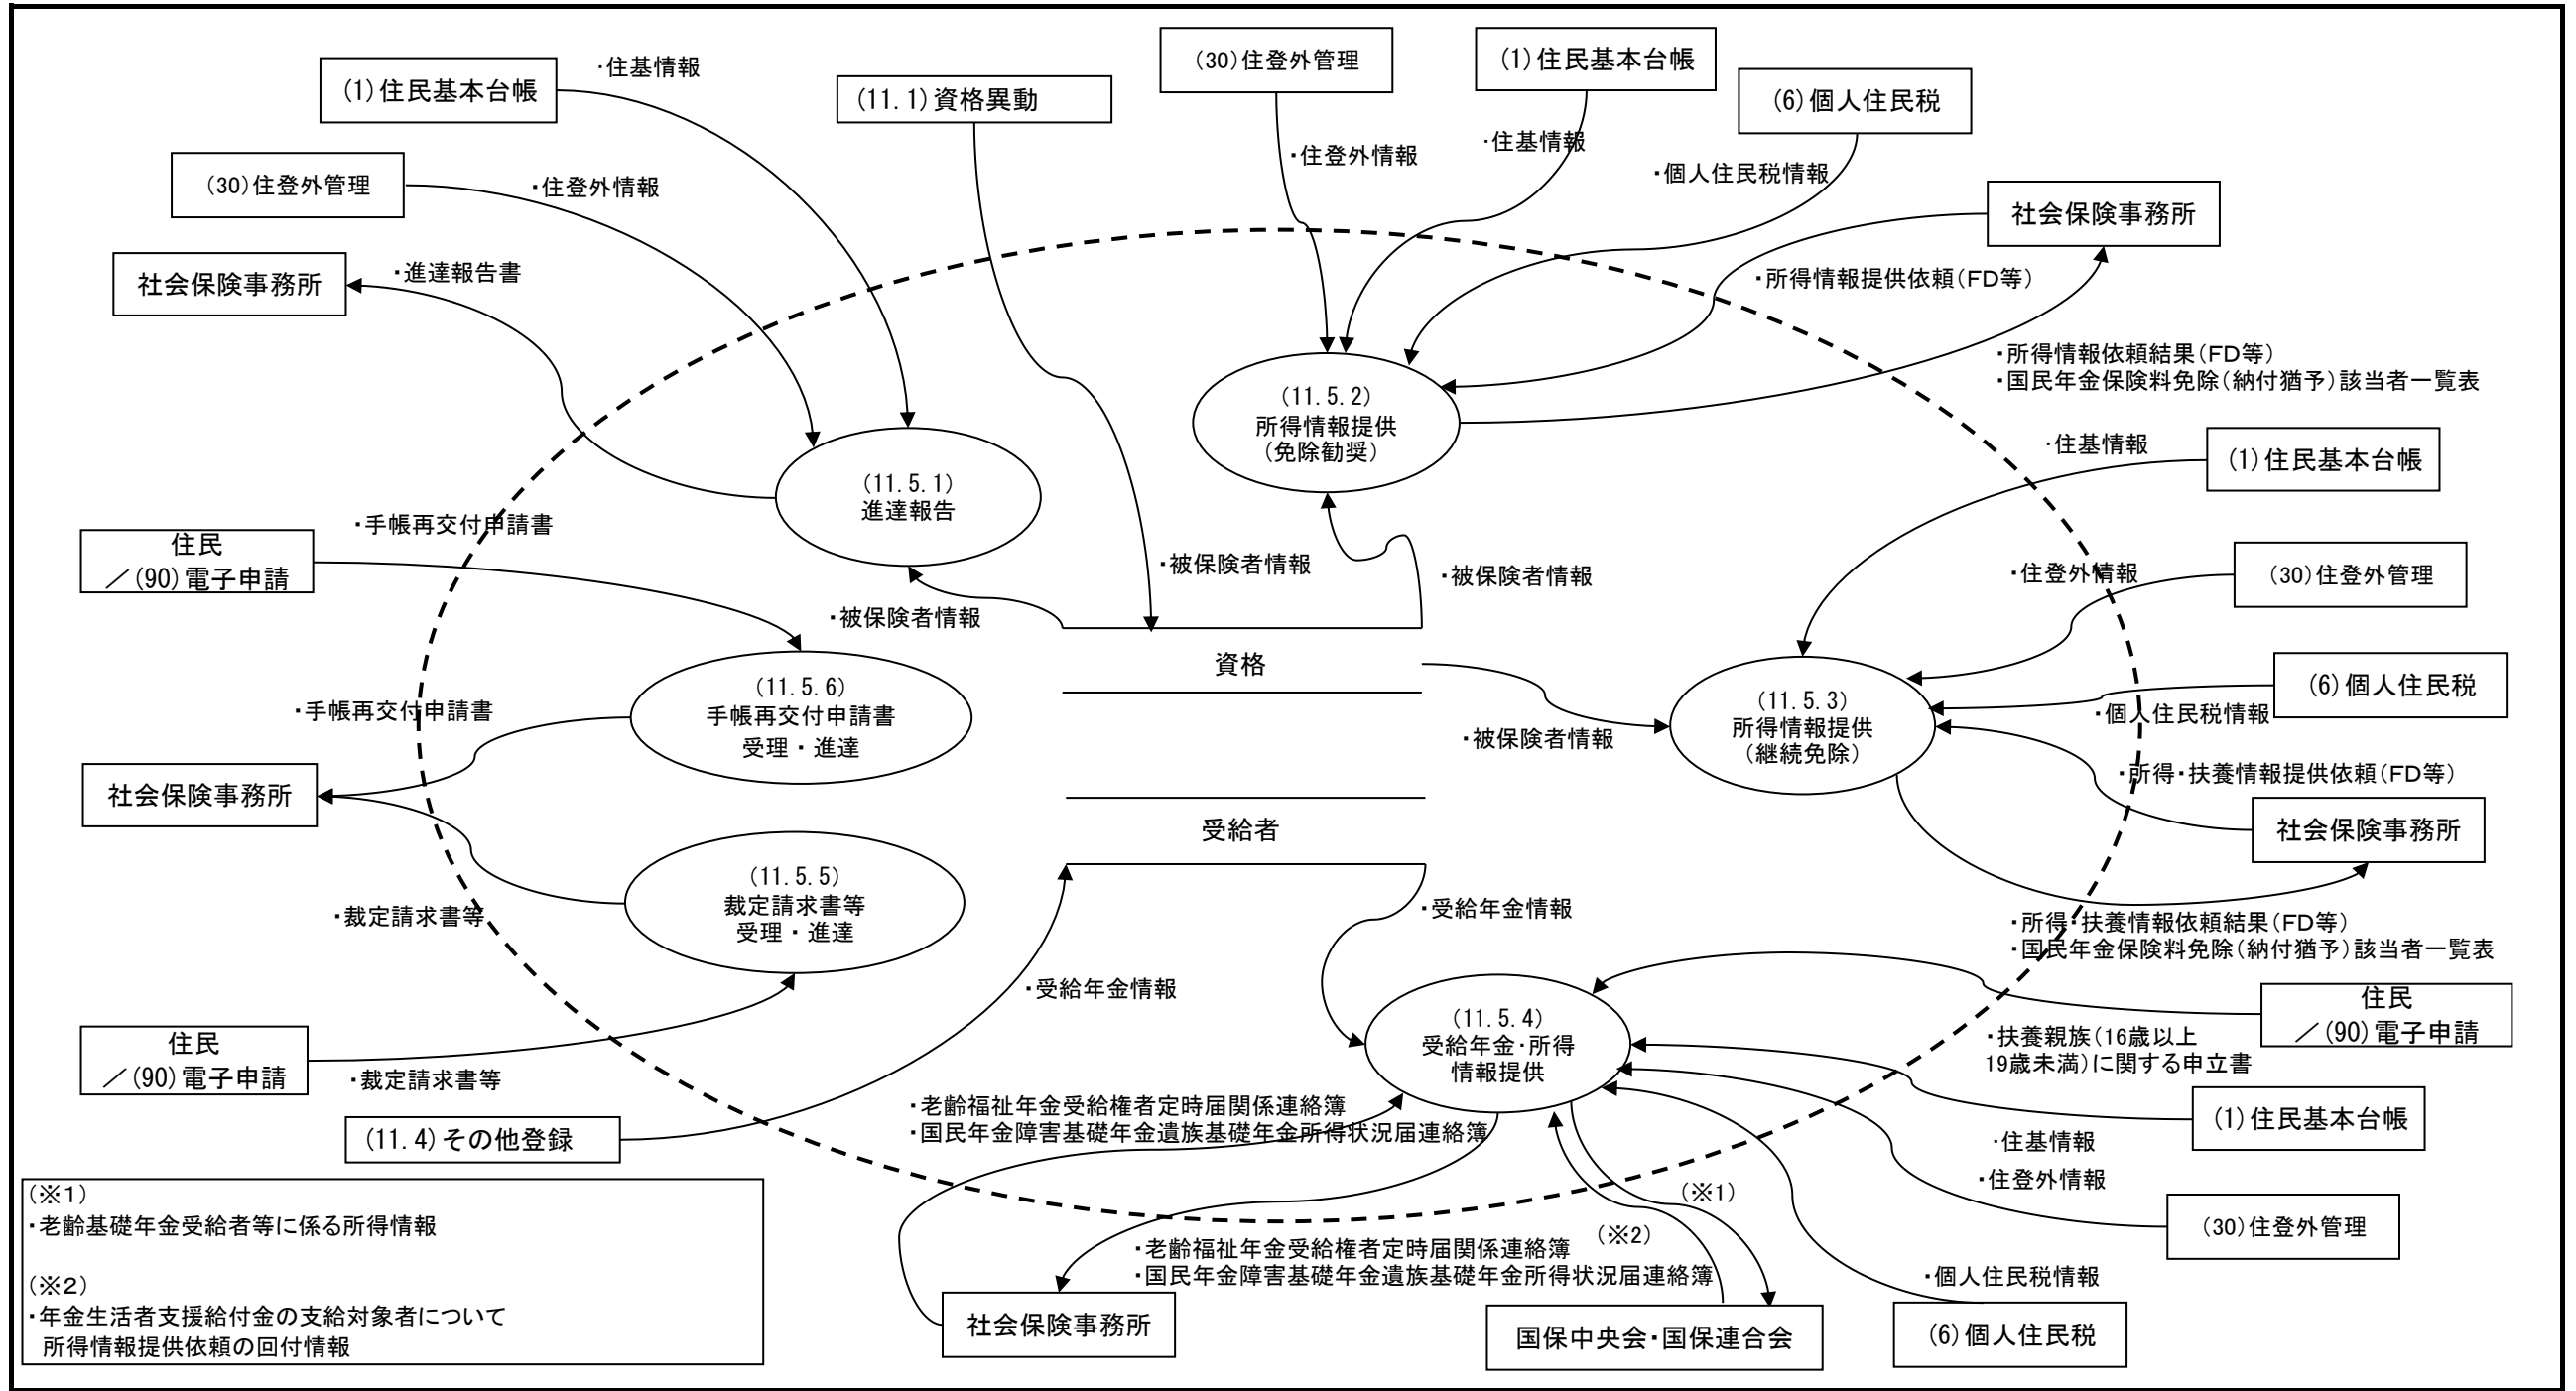 (1)住民基本台帳
・住基情報
(11.1)資格異動
(30)住登外管理
(1)住民基本台帳
(6)個人住民税
(30)住登外管理
・住登外情報
・住登外情報
・住基情報
・個人住民税情報
社会保険事務所
社会保険事務所
・進達報告書
・所得情報提供依頼(FD等)
・所得情報依頼結果(FD等)
・国民年金保険料免除(納付猶予)該当者一覧表
(11.5.2)
所得情報提供
(免除勧奨)
・住基情報
(1)住民基本台帳
(11.5.1)
進達報告
・手帳再交付申請書
住民
／(90)電子申請
・被保険者情報
・被保険者情報
・被保険者情報
・住登外情報
(30)住登外管理
資格
(11.5.6)
手帳再交付申請書
受理・進達
・手帳再交付申請書
(11.5.3)
所得情報提供
(継続免除)
(6)個人住民税
・個人住民税情報
・被保険者情報
社会保険事務所
・所得・扶養情報提供依頼(FD等)
社会保険事務所
受給者
(11.5.5)
裁定請求書等
受理・進達
・裁定請求書等
・受給年金情報
・所得・扶養情報依頼結果(FD等)
・国民年金保険料免除(納付猶予)該当者一覧表
・受給年金情報
(11.5.4)
受給年金・所得
情報提供
住民
／(90)電子申請
・扶養親族(16歳以上
19歳未満)に関する申立書
住民
／(90)電子申請
・裁定請求書等
(11.4)その他登録
・老齢福祉年金受給権者定時届関係連絡簿
・国民年金障害基礎年金遺族基礎年金所得状況届連絡簿
(1)住民基本台帳
・住基情報
・住登外情報
(30)住登外管理
(※1)
(※2)
・老齢福祉年金受給権者定時届関係連絡簿
・国民年金障害基礎年金遺族基礎年金所得状況届連絡簿
・個人住民税情報
社会保険事務所
国保中央会・国保連合会
(6)個人住民税
(※1)
・老齢基礎年金受給者等に係る所得情報
(※2)
・年金生活者支援給付金の支給対象者について
所得情報提供依頼の回付情報